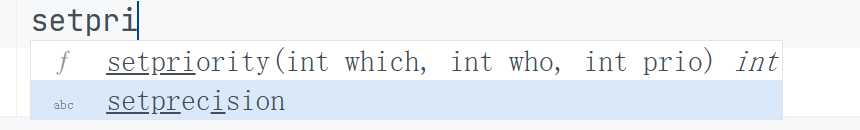 setpri
f setpriority(int which, int who, int prio) int
abc setprecision